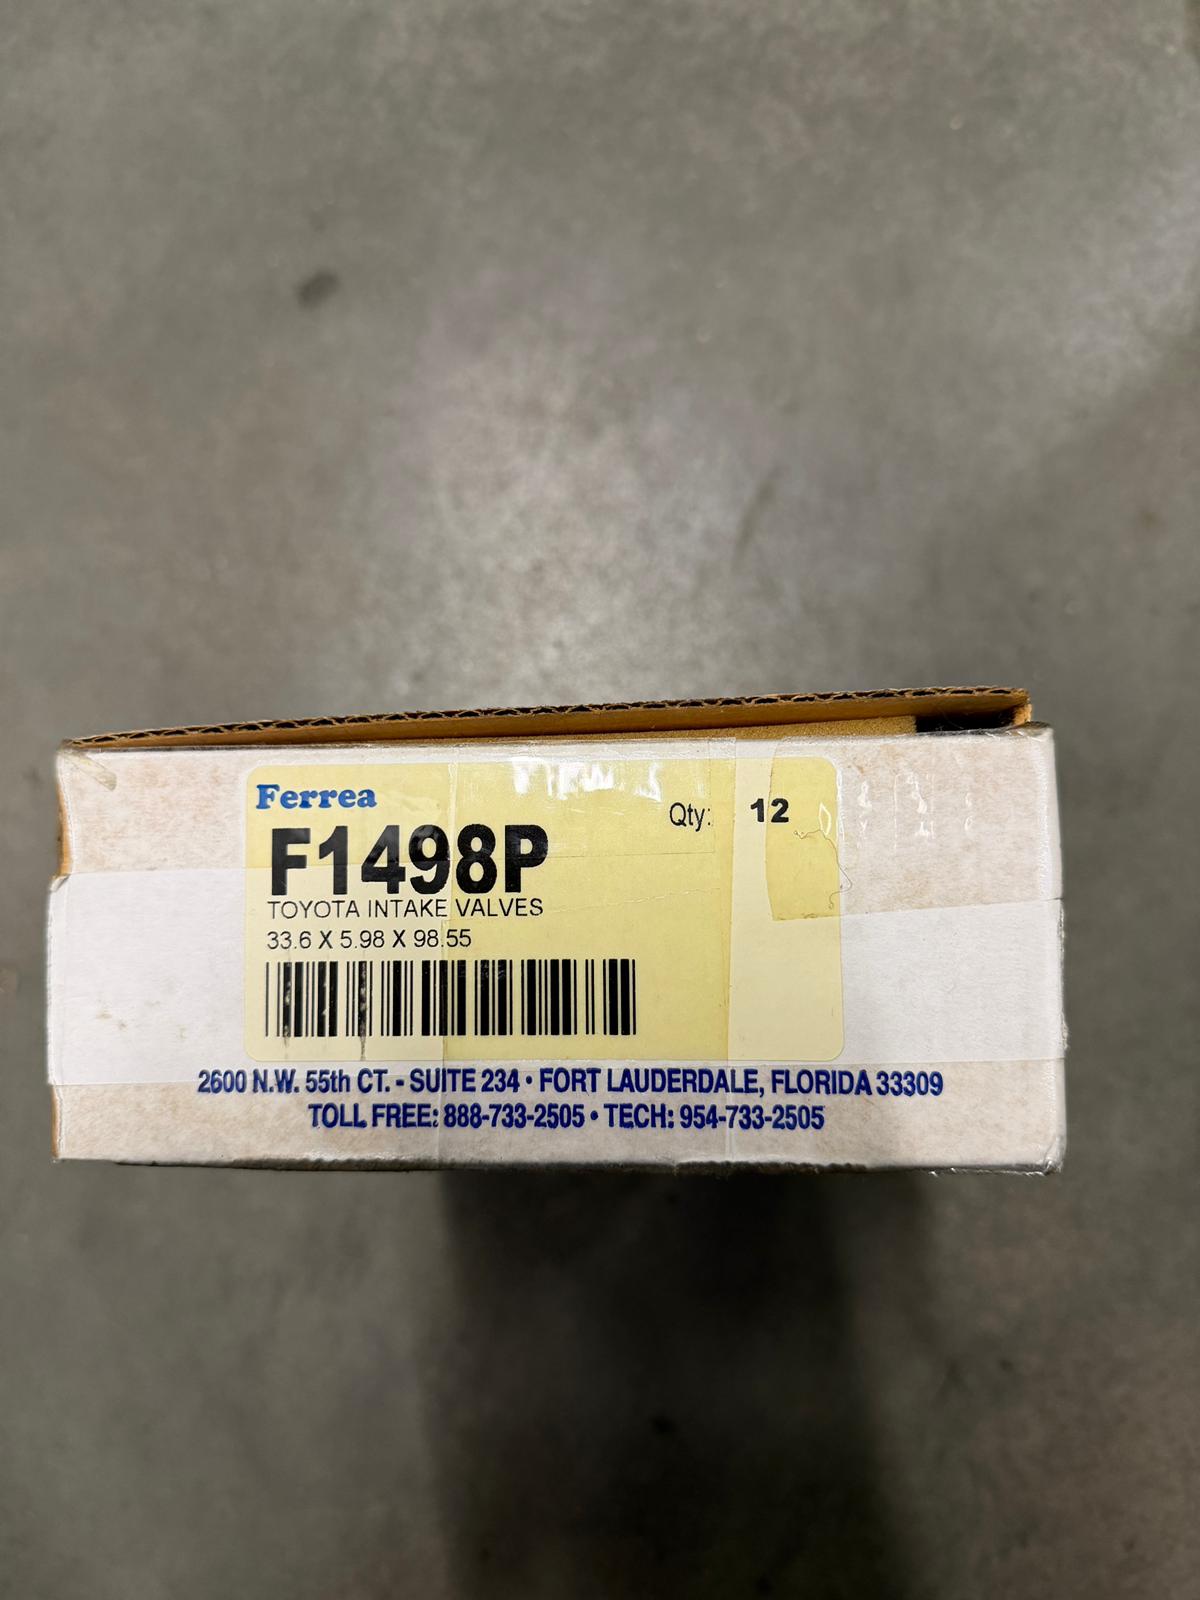 Ferrea
Qty: 12
F1498P
TOYOTA INTAKE VALVES
33.6 X 5.98 X 98.55
2600 N.W. 55th CT. - SUITE 234 • FORT LAUDERDALE, FLORIDA 33309
TOLL FREE: 888-733-2505 • TECH: 954-733-2505